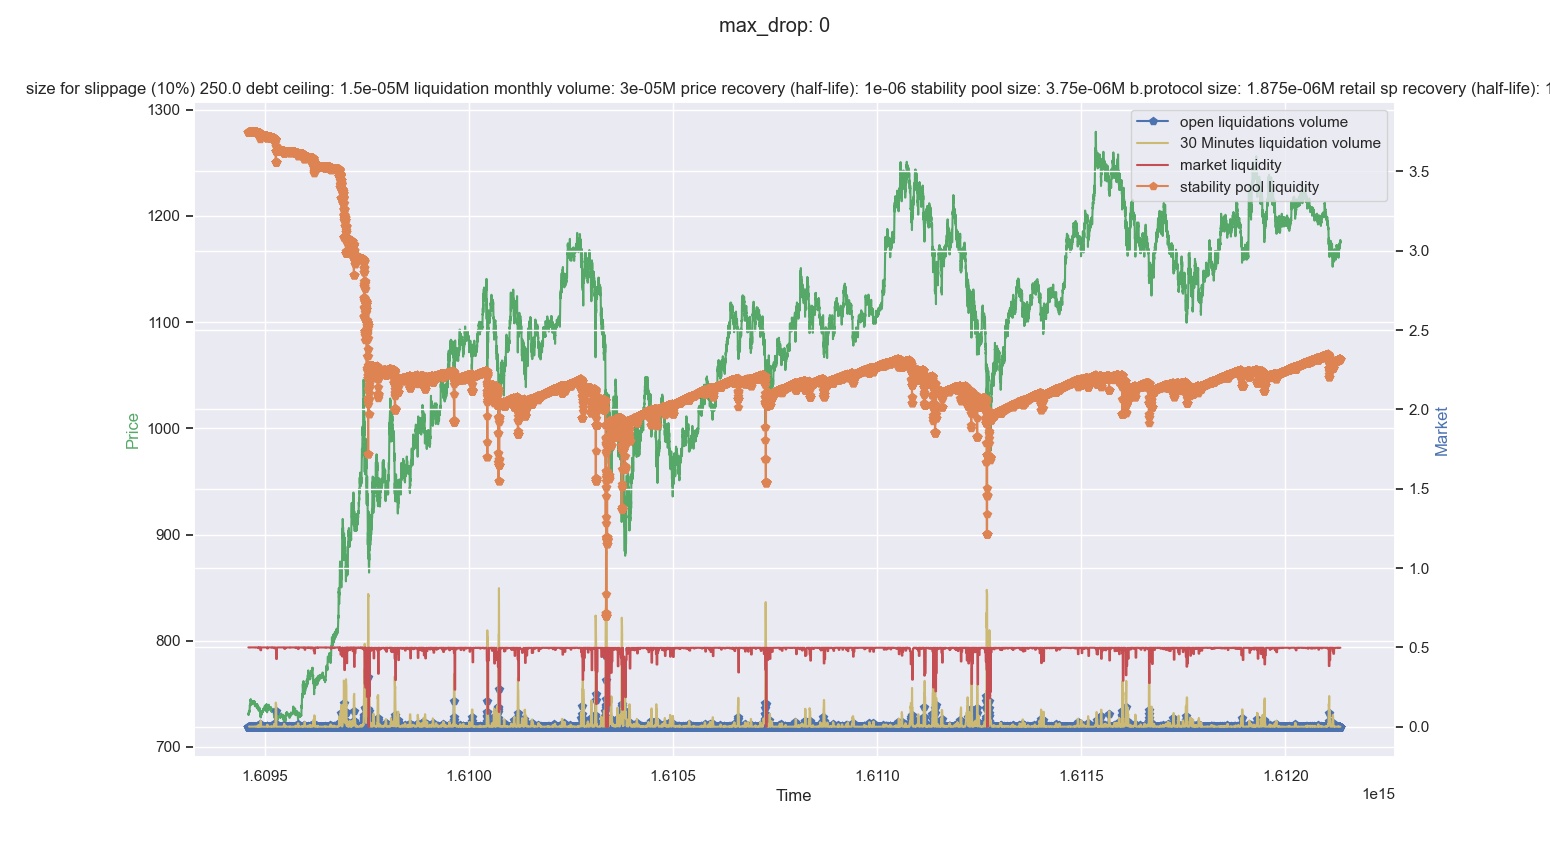 max_drop: 0
size for slippage (10%) 250.0 debt ceiling: 1.5e-05M liquidation monthly volume: 3e-05M price recovery (half-life): 1e-06 stability pool size: 3.75e-06M b.protocol size: 1.875e-06M retail sp recovery (half-life): 1
open liquidations volume
30 Minutes liquidation volume
market liquidity
stability pool liquidity
1300
1200
1100
1000
900
800
700
Price
3.5
3.0
2.5
2.0
1.5
1.0
0.5
0.0
Market
1.6095
1.6100
1.6105
1.6110
1.6115
1.6120
Time
1e15